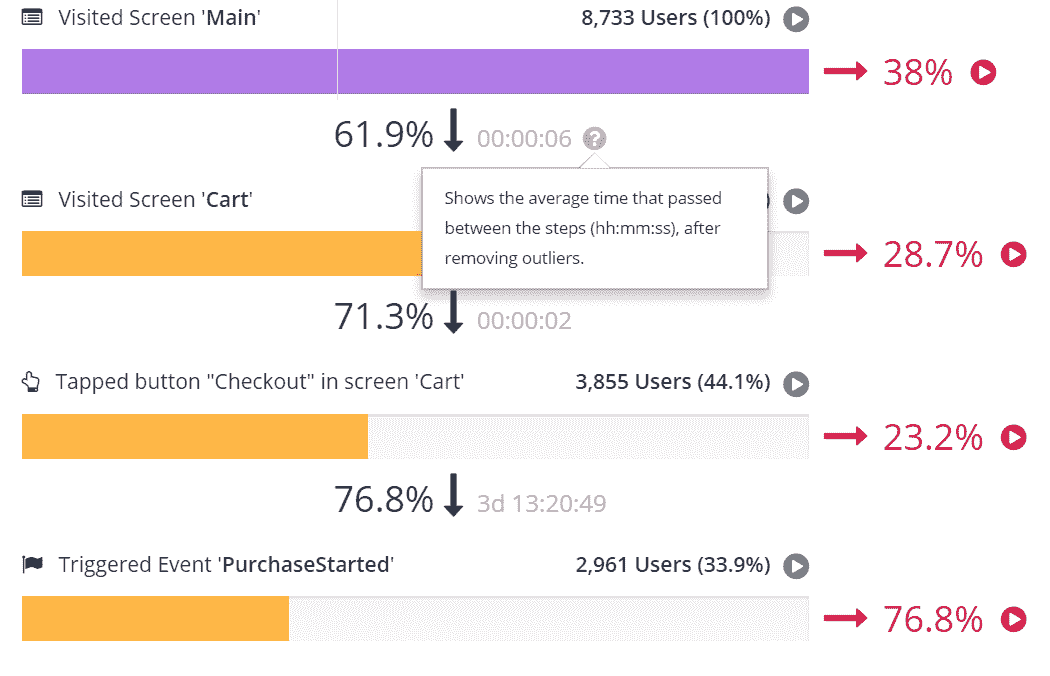 Visited Screen 'Main' 8,733 Users (100%)
38%
61.9% 00:00:06 ?
Shows the average time that passed
between the steps (hh:mm:ss), after
removing outliers.
Visited Screen 'Cart' )
28.7%
71.3% 00:00:02
Tapped button "Checkout" in screen 'Cart' 3,855 Users (44.1%)
23.2%
76.8% 3d 13:20:49
Triggered Event 'PurchaseStarted' 2,961 Users (33.9%)
76.8%